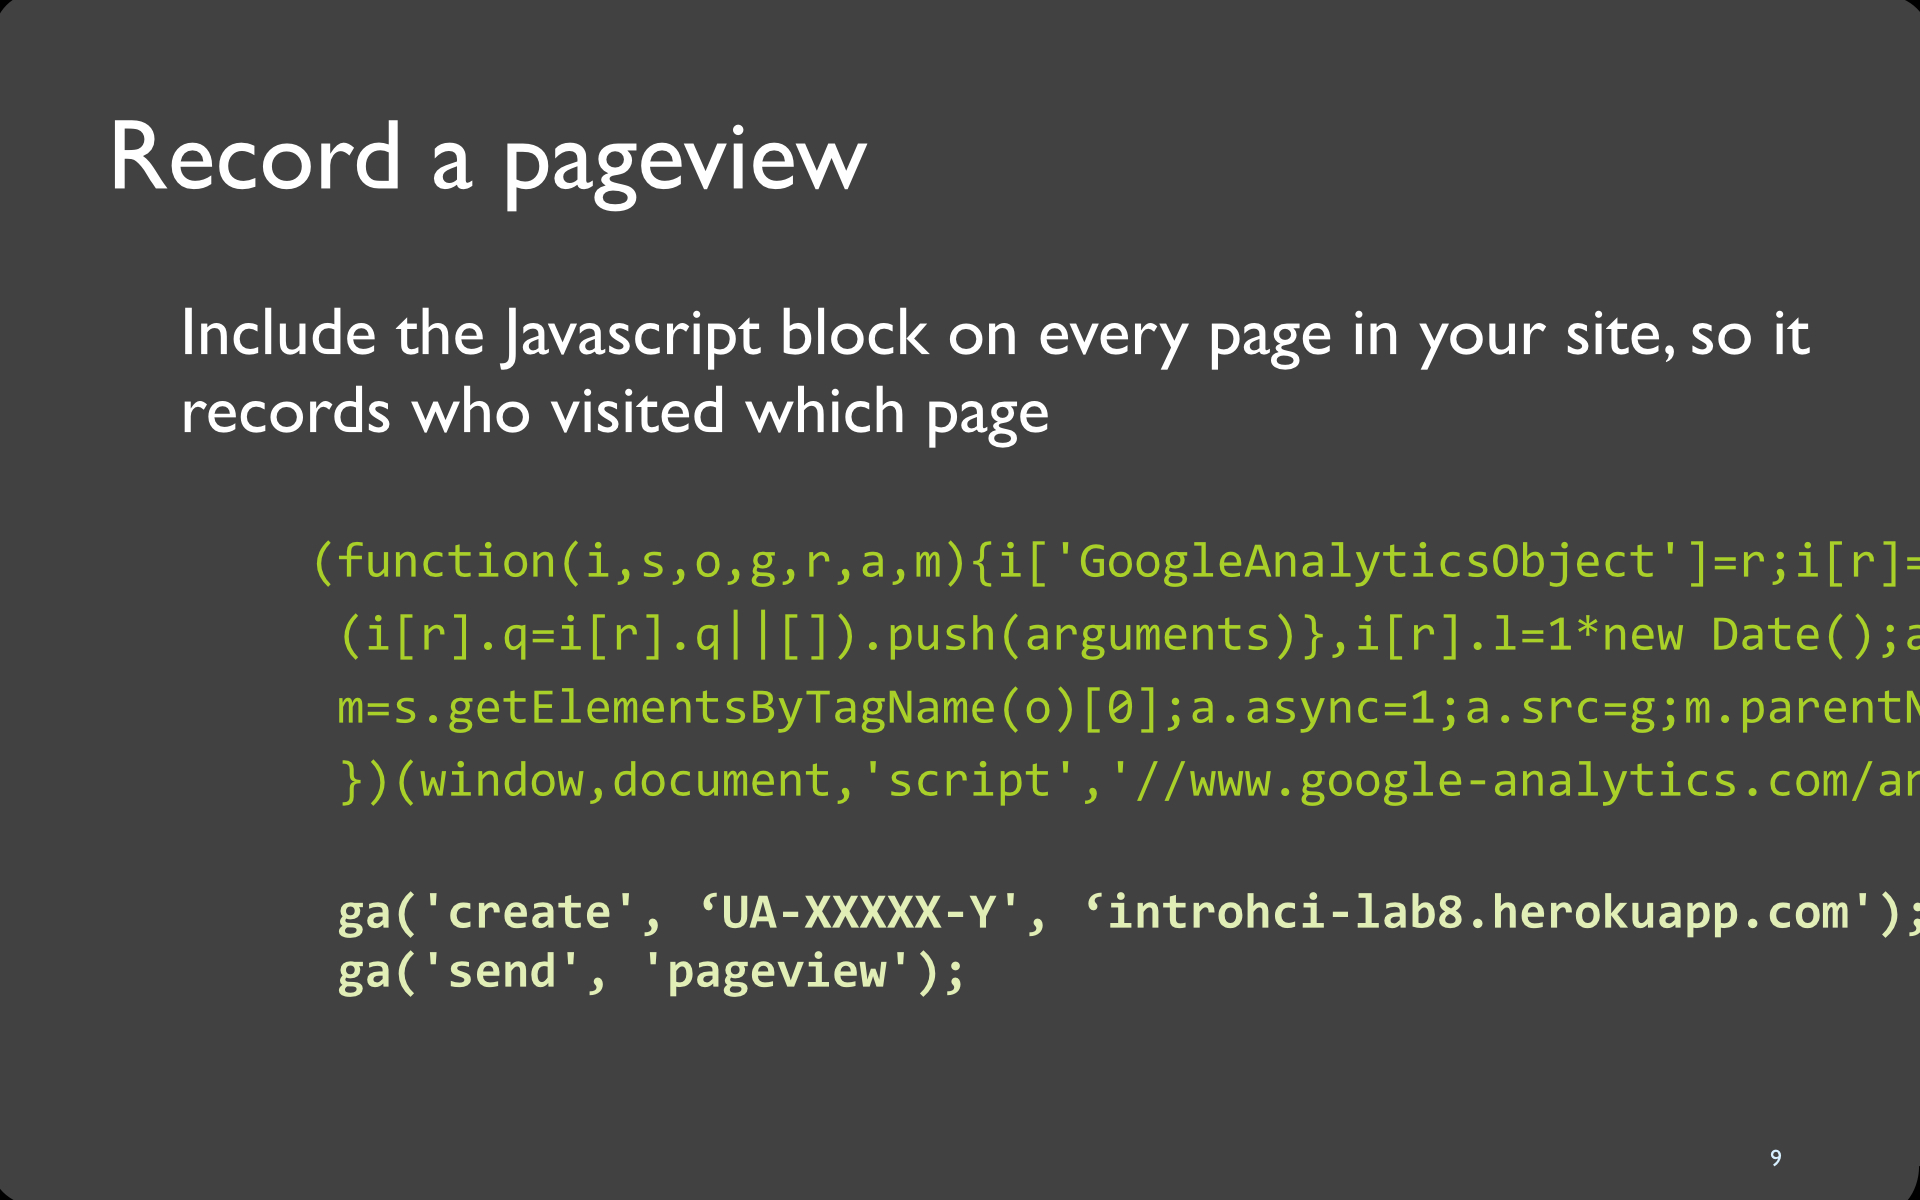 Record a pageview
Include the Javascript block on every page in your site, so it
records who visited which page
(function(i,s,o,g,r,a,m){i['GoogleAnalyticsObject']=r;i[r]=
(i[r].q=i[r].q||[]).push(arguments)},i[r].l=1*new Date();a
m=s.getElementsByTagName(o)[0];a.async=1;a.src=g;m.parentN
})(window,document,'script','//www.google-analytics.com/an
ga('create', ‘UA-XXXXX-Y', ‘introhci-lab8.herokuapp.com');
ga('send', 'pageview');
9